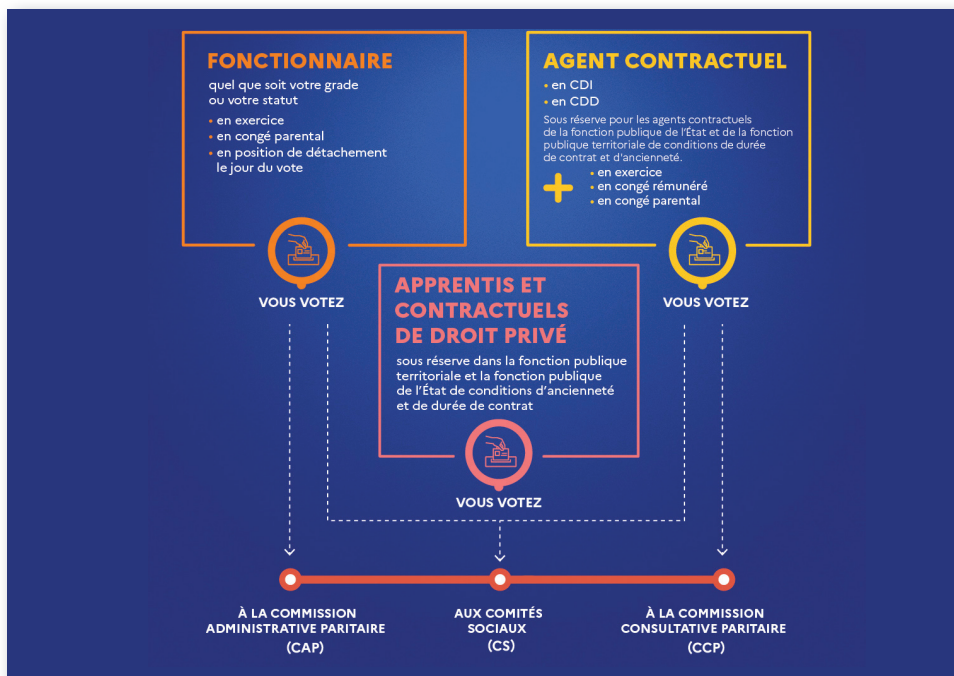 FONCTIONNAIRE
quel que soit votre grade
ou votre statut
• en exercice
• en congé parental
• en position de détachement
le jour du vote
VOUS VOTEZ
AGENT CONTRACTUEL
• en CDI
• en CDD
Sous réserve pour les agents contractuels
de la fonction publique de l'État et de la fonction
publique territoriale de conditions de durée
de contrat et d'ancienneté.
+
• en exercice
• en congé rémunéré
• en congé parental
VOUS VOTEZ
APPRENTIS ET
CONTRACTUELS
DE DROIT PRIVÉ
sous réserve dans la fonction publique
territoriale et la fonction publique
de l'État de conditions d'ancienneté
et de durée de contrat
VOUS VOTEZ
À LA COMMISSION
ADMINISTRATIVE PARITAIRE
(CAP)
AUX COMITÉS
SOCIAUX
(CS)
À LA COMMISSION
CONSULTATIVE PARITAIRE
(CCP)